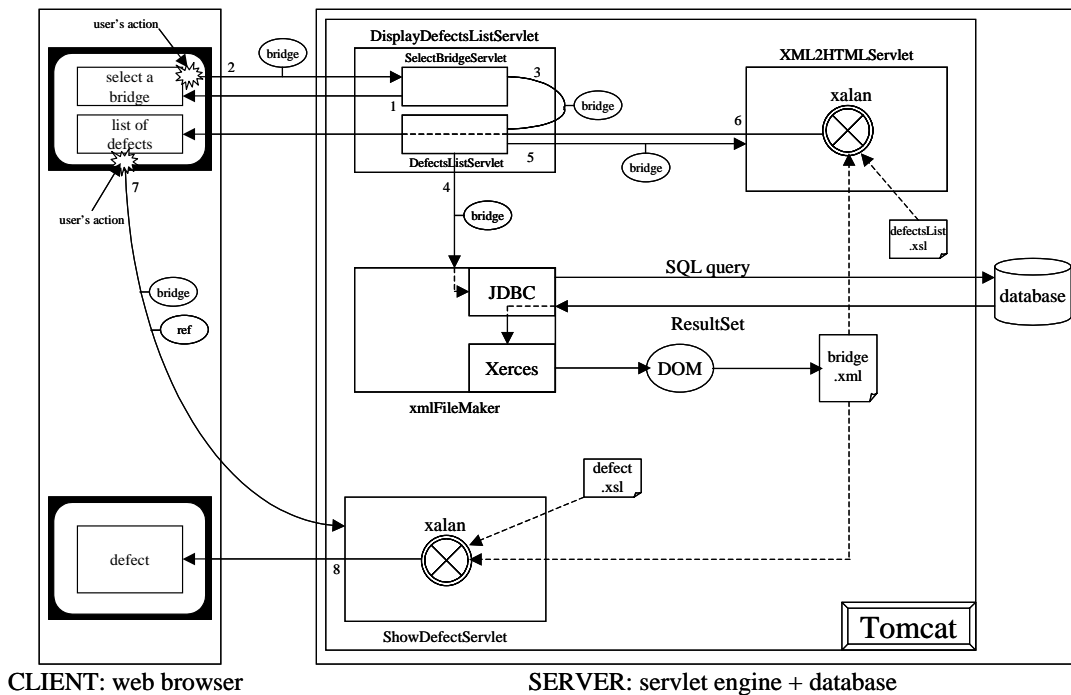 user's action
DisplayDefectsListServlet
SelectBridgeServlet
XML2HTMLServlet
2
bridge
3
select a
bridge
1
bridge
xalan
6
list of
defects
DefectsListServlet
5
bridge
7
4
user's action
bridge
defectsList
.xsl
SQL query
bridge
JDBC
database
ref
ResultSet
Xerces
DOM
bridge
.xml
xmlFileMaker
defect
.xsl
xalan
defect
8
ShowDefectServlet
Tomcat
CLIENT: web browser
SERVER: servlet engine + database